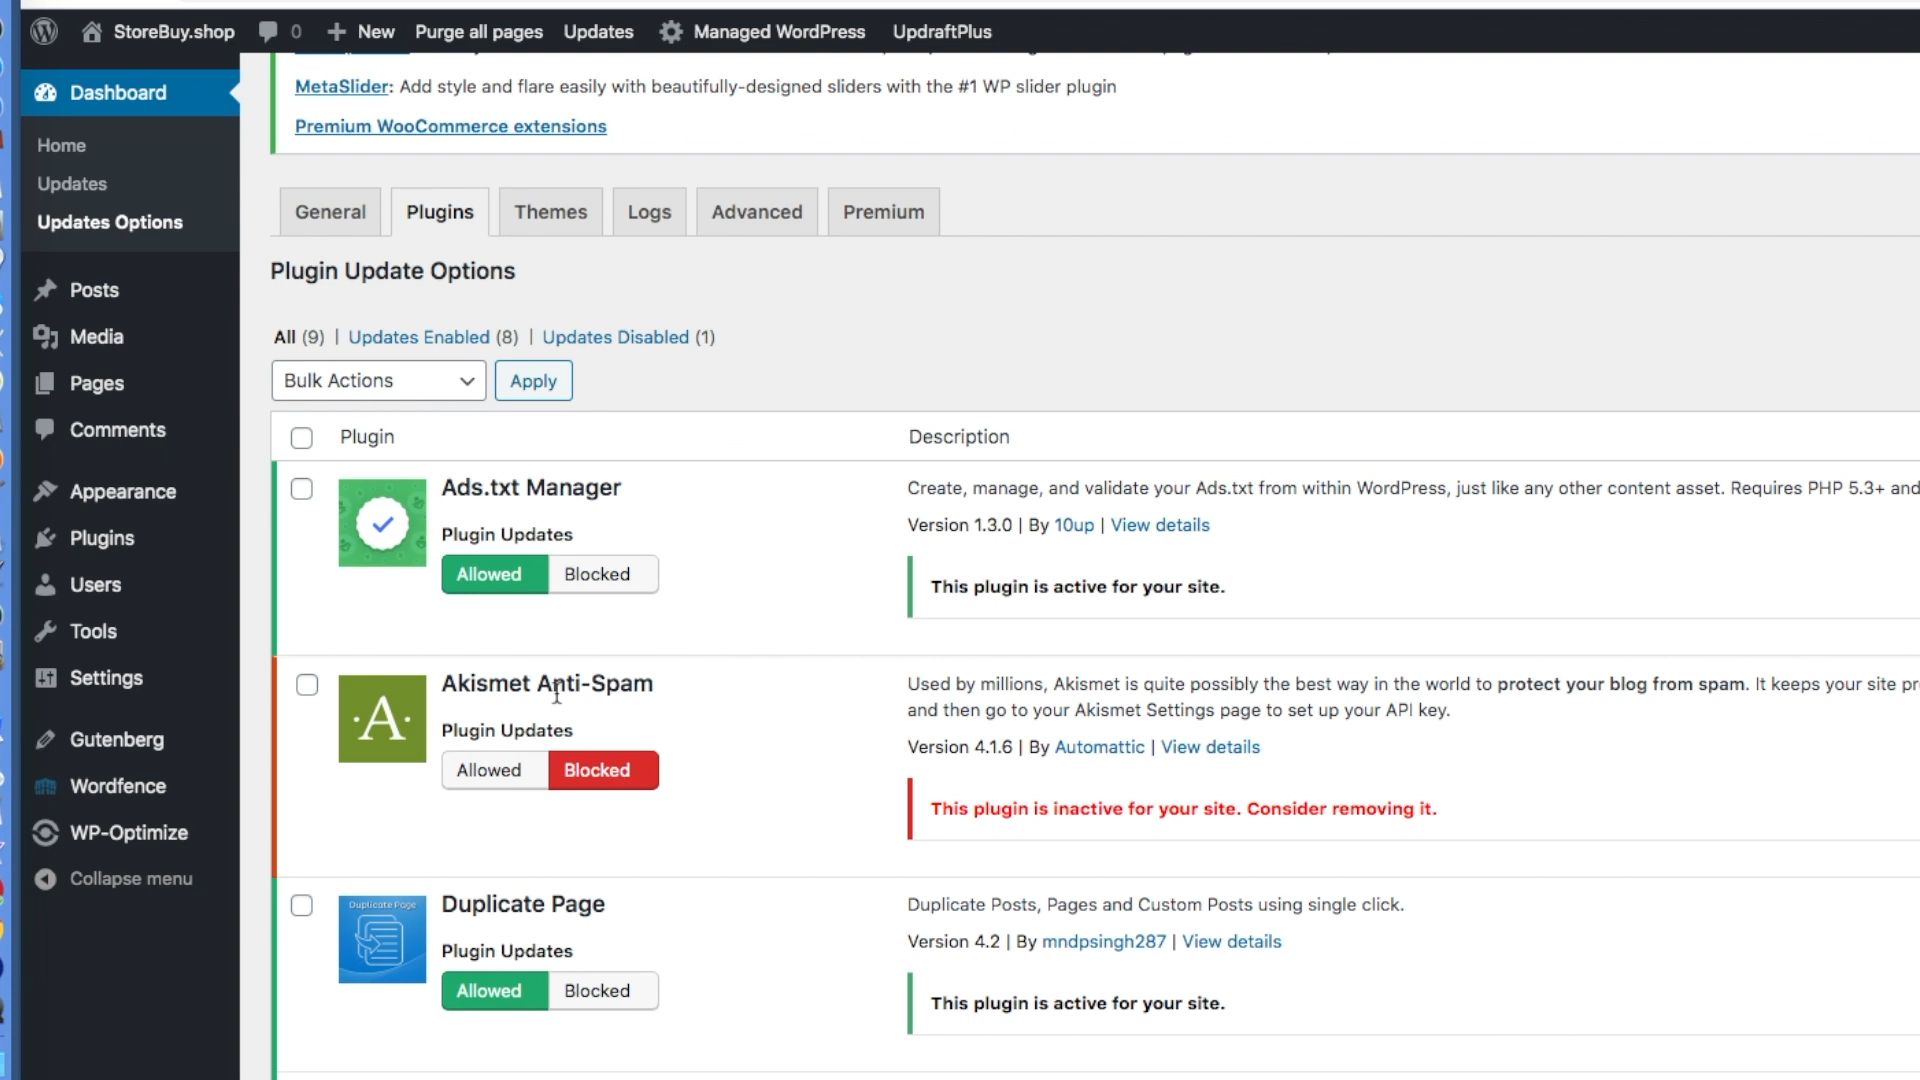 StoreBuy.shop 0 New Purge all pages Updates Managed WordPress UpdraftPlus
Dashboard
Home
Updates
Updates Options
Posts
Media
Pages
Comments
Appearance
Plugins
Users
Tools
Settings
Gutenberg
Wordfence
WP-Optimize
Collapse menu
MetaSlider: Add style and flare easily with beautifully-designed sliders with the #1 WP slider plugin
Premium WooCommerce extensions
General Plugins Themes Logs Advanced Premium
Plugin Update Options
All (9) | Updates Enabled (8) | Updates Disabled (1)
Bulk Actions Apply
Plugin Description
Ads.txt Manager
Plugin Updates
Allowed Blocked
Create, manage, and validate your Ads.txt from within WordPress, just like any other content asset. Requires PHP 5.3+ and
Version 1.3.0 | By 10up | View details
This plugin is active for your site.
Akismet Anti-Spam
Plugin Updates
Allowed Blocked
Used by millions, Akismet is quite possibly the best way in the world to protect your blog from spam. It keeps your site pr
and then go to your Akismet Settings page to set up your API key.
Version 4.1.6 | By Automattic | View details
This plugin is inactive for your site. Consider removing it.
Duplicate Page
Duplicate Page
Plugin Updates
Allowed Blocked
Duplicate Posts, Pages and Custom Posts using single click.
Version 4.2 | By mndpsingh287 | View details
This plugin is active for your site.